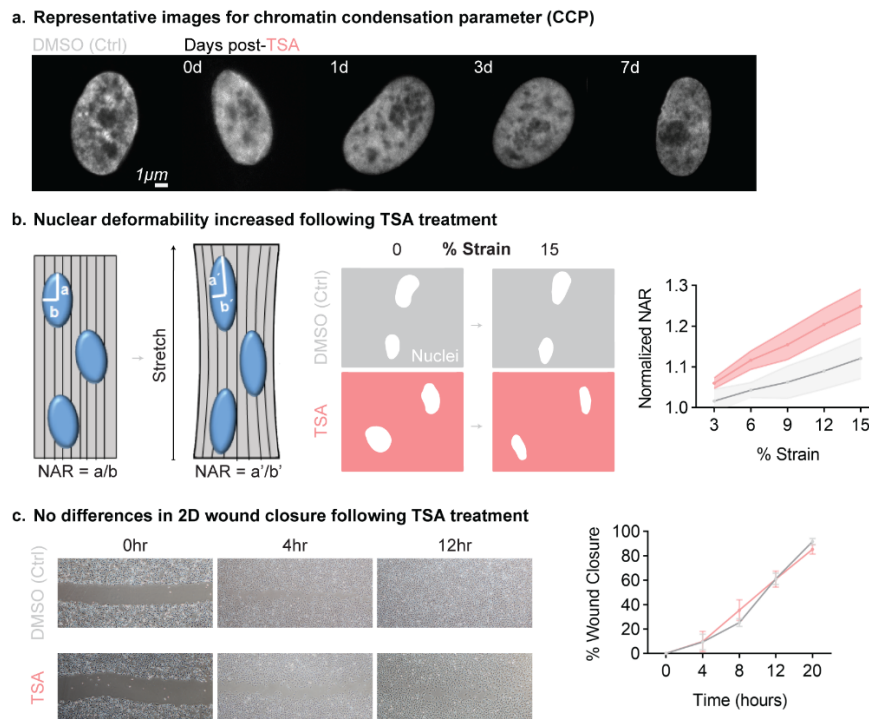 a. Representative images for chromatin condensation parameter (CCP)
DMSO (Ctrl)
Days post-TSA
0d
1d
3d
7d
1µm
b. Nuclear deformability increased following TSA treatment
a
b
NAR = a/b
Stretch
a´
b´
NAR = a’/b’
0 % Strain 15
DMSO (Ctrl)
Nuclei
TSA
Normalized NAR
1.3
1.2
1.1
1.0
3 6 9 12 15
% Strain
c. No differences in 2D wound closure following TSA treatment
0hr 4hr 12hr
DMSO (Ctrl)
TSA
% Wound Closure
100
80
60
40
20
0
0 4 8 12 20
Time (hours)